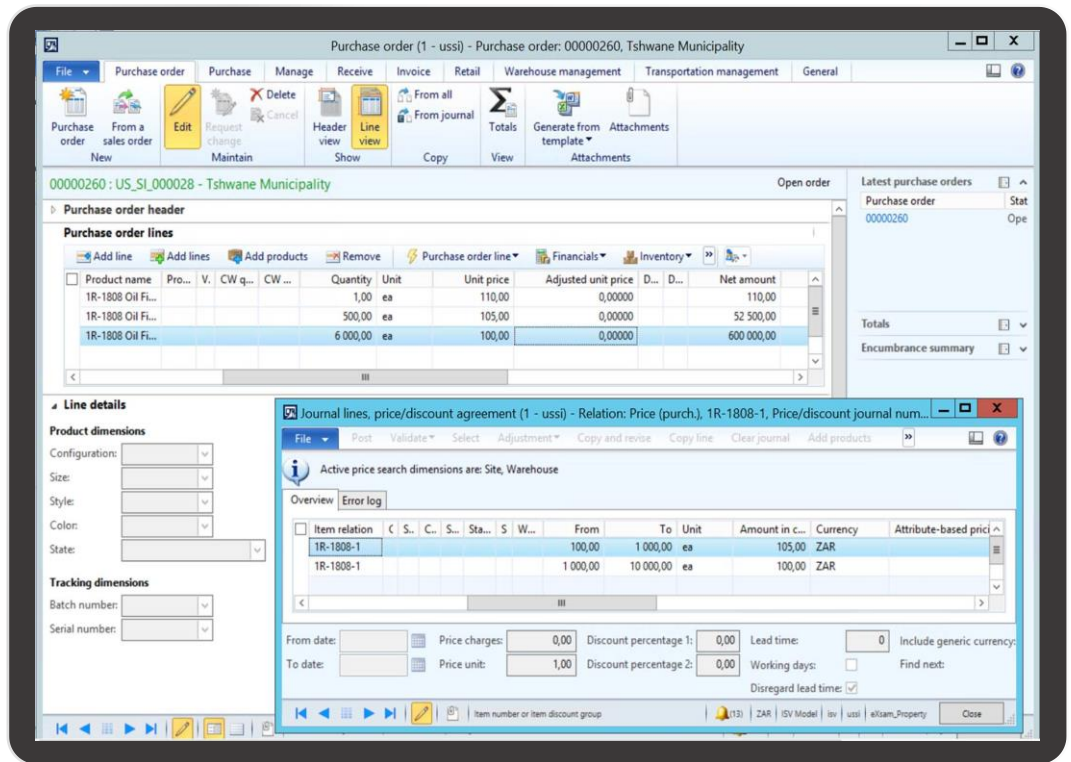 Purchase order (1 - ussi) - Purchase order: 00000260, Tshwane Municipality
File Purchase order Purchase Manage Receive Invoice Retail Warehouse management Transportation management General
Purchase order
From a sales order
New
Edit
Request change
Delete
Cancel
Maintain
Header view
Line view
Show
From all
From journal
Copy
Totals
View
Generate from template
Attachments
Attachments
00000260 : US_SI_000028 - Tshwane Municipality Open order
Purchase order header
Purchase order lines
Add line Add lines Add products Remove Purchase order line Financials Inventory »
Product name Pro... V. CW q... CW ... Quantity Unit Unit price Adjusted unit price D... D... Net amount
1R-1808 Oil Fi... 1,00 ea 110,00 0,00000 110,00
1R-1808 Oil Fi... 500,00 ea 105,00 0,00000 52 500,00
1R-1808 Oil Fi... 6 000,00 ea 100,00 0,00000 600 000,00
Latest purchase orders
Purchase order Stat
00000260 Ope
Totals
Encumbrance summary
Line details
Product dimensions
Configuration:
Size:
Style:
Color:
State:
Tracking dimensions
Batch number:
Serial number:
Journal lines, price/discount agreement (1 - ussi) - Relation: Price (purch.), 1R-1808-1, Price/discount journal num...
File Post Validate Select Adjustment Copy and revise Copy line Clear journal Add products »
Active price search dimensions are: Site, Warehouse
Overview Error log
Item relation C S.. C.. S... Sta... S W... From To Unit Amount in c... Currency Attribute-based prici
1R-1808-1 100,00 1 000,00 ea 105,00 ZAR
1R-1808-1 1 000,00 10 000,00 ea 100,00 ZAR
From date: Price charges: 0,00 Discount percentage 1: 0,00 Lead time: 0 Include generic currency:
To date: Price unit: 1,00 Discount percentage 2: 0,00 Working days: Find next:
Disregard lead time:
Item number or item discount group (13) ZAR ISV Model isv ussi eXsam_Property Close